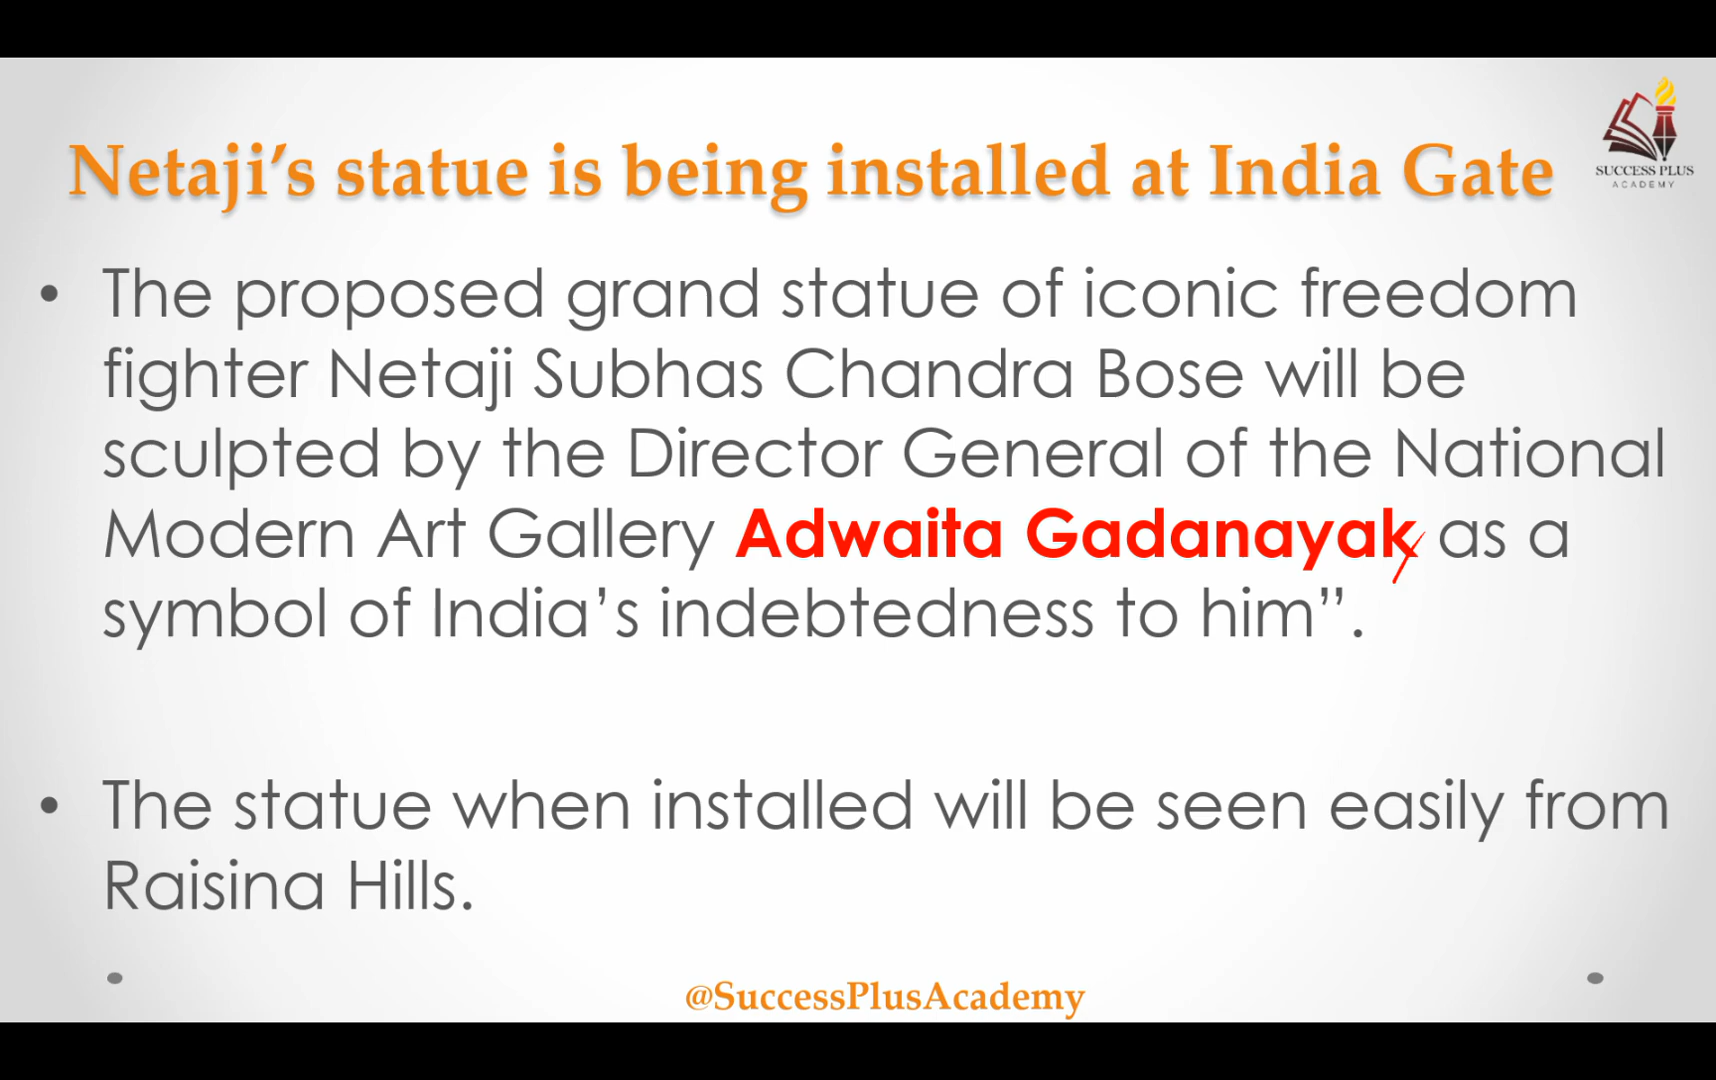 Netaji’s statue is being installed at India Gate
SUCCESS PLUS
ACADEMY
• The proposed grand statue of iconic freedom
fighter Netaji Subhas Chandra Bose will be
sculpted by the Director General of the National
Modern Art Gallery Adwaita Gadanayak as a
symbol of India’s indebtedness to him”.
• The statue when installed will be seen easily from
Raisina Hills.
@SuccessPlusAcademy